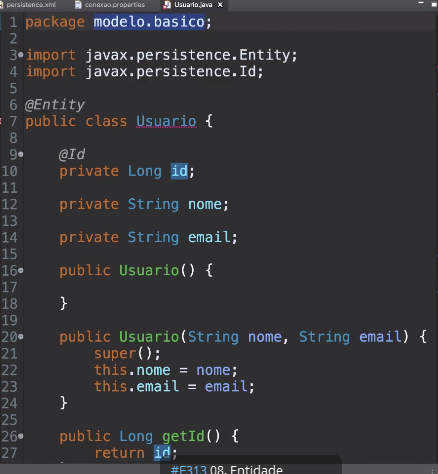 persistence.xml conexao.properties Usuario.java
1 package modelo.basico;
2
3 import javax.persistence.Entity;
4 import javax.persistence.Id;
5
6 @Entity
7 public class Usuario {
8
9 @Id
10 private Long id;
11
12 private String nome;
13
14 private String email;
15
16 public Usuario() {
17
18 }
19
20 public Usuario(String nome, String email) {
21 super();
22 this.nome = nome;
23 this.email = email;
24 }
25
26 public Long getId() {
27 return id;
#F313 08. Entidade